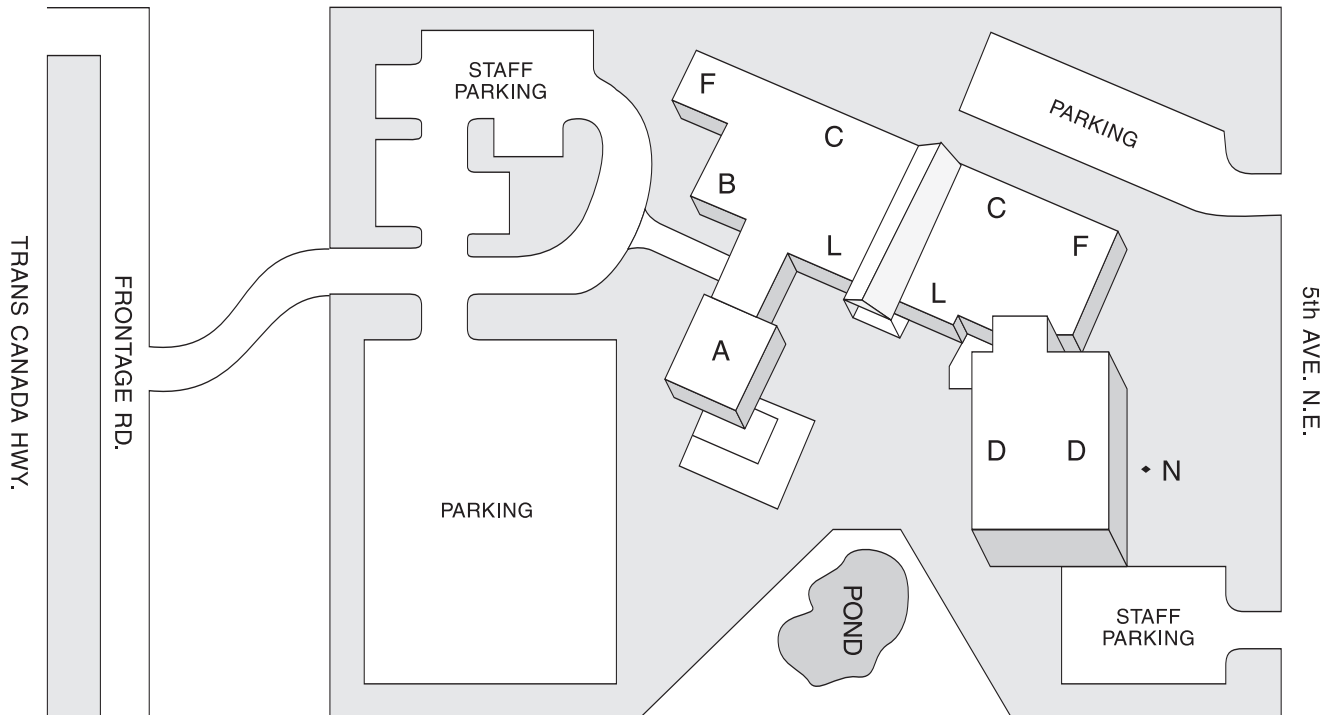 STAFF
PARKING
F
C
PARKING
B
C
L
F
L
A
TRANS CANADA HWY.
FRONTAGE RD.
5th AVE. N.E.
D D
N
PARKING
POND
STAFF
PARKING